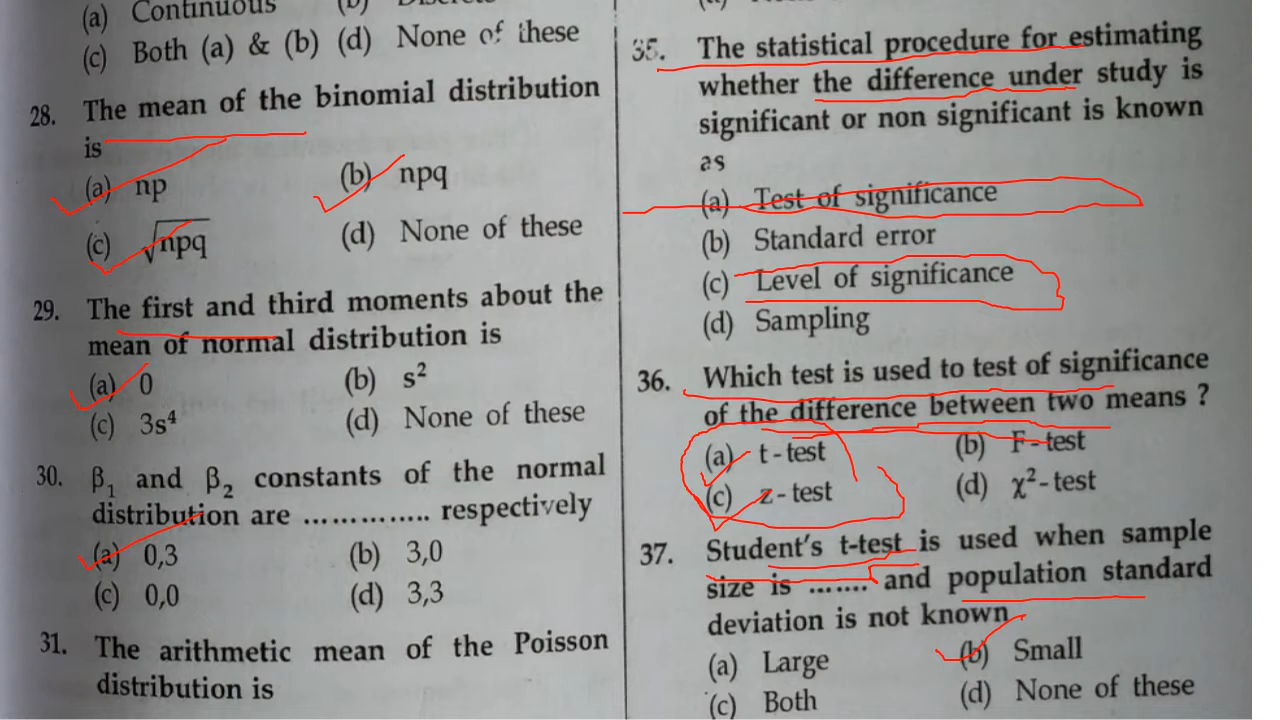 (a) Continuous (b)
(c) Both (a) & (b) (d) None of these
28. The mean of the binomial distribution
is
(a) np (b) npq
(c) √npq (d) None of these
29. The first and third moments about the
mean of normal distribution is
(a) 0 (b) s²
(c) 3s⁴ (d) None of these
30. β₁ and β₂ constants of the normal
distribution are .............. respectively
(a) 0,3 (b) 3,0
(c) 0,0 (d) 3,3
31. The arithmetic mean of the Poisson
distribution is
35. The statistical procedure for estimating
whether the difference under study is
significant or non significant is known
as
(a) Test of significance
(b) Standard error
(c) Level of significance
(d) Sampling
36. Which test is used to test of significance
of the difference between two means ?
(a) t-test (b) F-test
(c) z-test (d) χ²-test
37. Student's t-test is used when sample
size is ....... and population standard
deviation is not known
(a) Large (b) Small
(c) Both (d) None of these